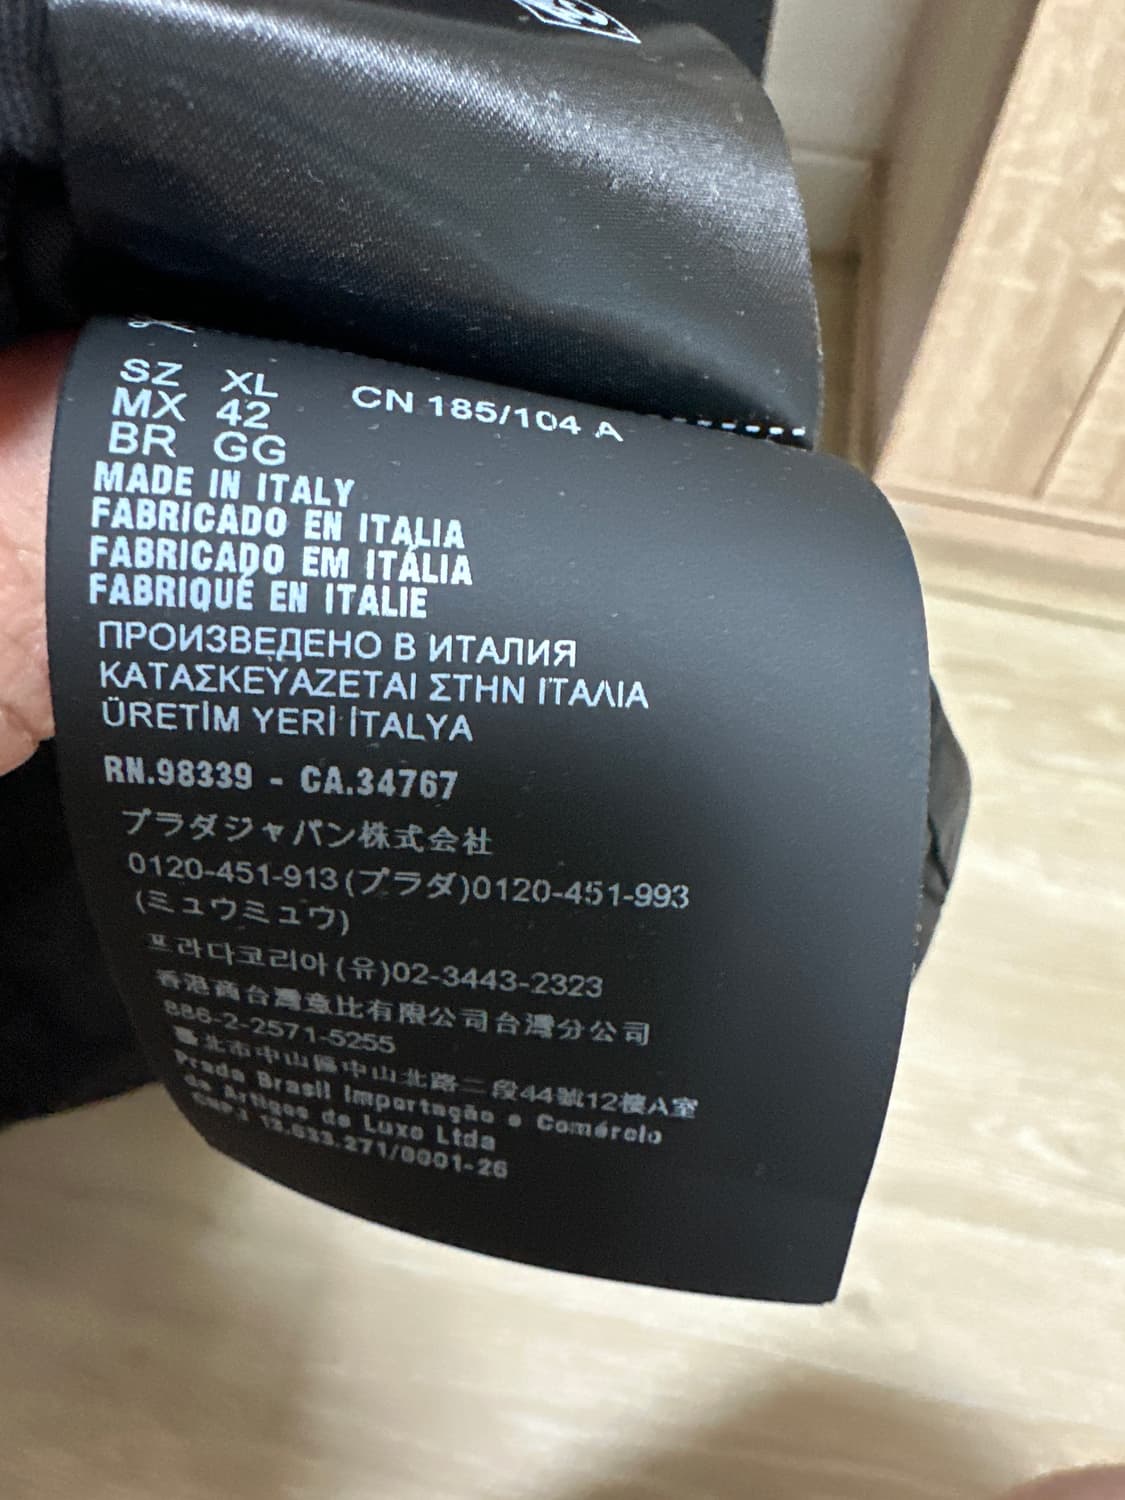 SZ XL CN 185/104 A
MX 42
BR GG
MADE IN ITALY
FABRICADO EN ITALIA
FABRICADO EM ITÁLIA
FABRIQUÉ EN ITALIE
ПРОИЗВЕДЕНО В ИТАЛИЯ
ΚΑΤΑΣΚΕΥΑΖΕΤΑΙ ΣΤΗΝ ΙΤΑΛΙΑ
ÜRETİM YERİ İTALYA
RN.98339 - CA.34767
プラダジャパン株式会社
0120-451-913(プラダ)0120-451-993
(ミュウミュウ)
프라다코리아(유)02-3443-2323
香港商台灣意比有限公司台灣分公司
886-2-2571-5255
北市中山區中山北路二段44號12樓A室
Prada Brasil Importação e Comércio
de Artigos de Luxo Ltda
CNPJ 13.633.271/0001-26